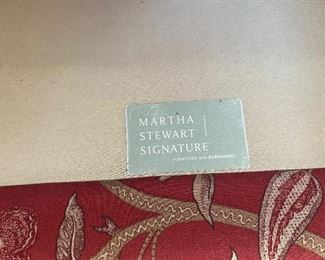 MARTHA
STEWART
SIGNATURE
FURNITURE with BERNHARDT